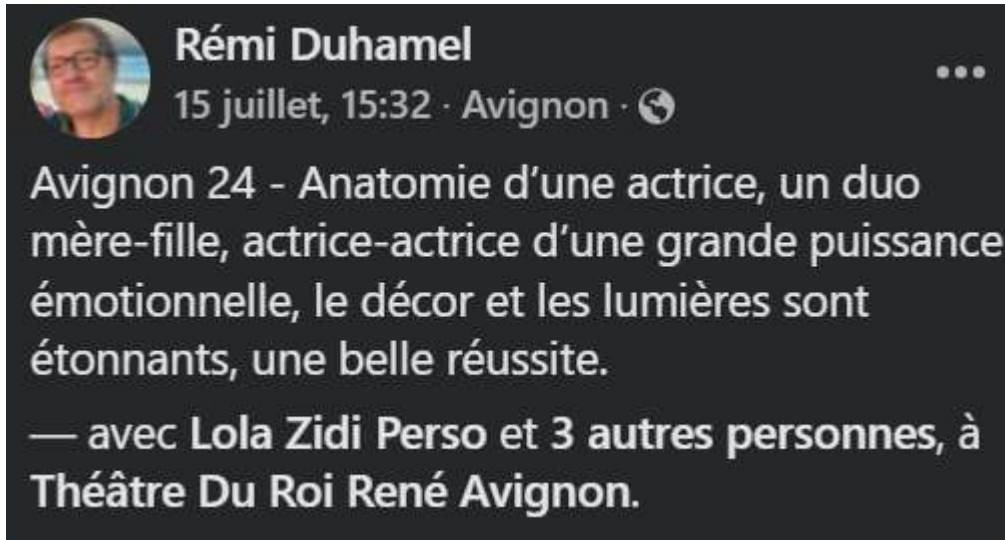 Rémi Duhamel
15 juillet, 15:32 · Avignon ·
Avignon 24 - Anatomie d’une actrice, un duo
mère-fille, actrice-actrice d’une grande puissance
émotionnelle, le décor et les lumières sont
étonnants, une belle réussite.
— avec Lola Zidi Perso et 3 autres personnes, à
Théâtre Du Roi René Avignon.